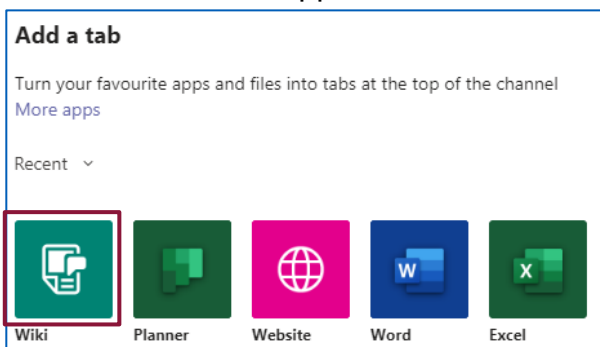 Add a tab
Turn your favourite apps and files into tabs at the top of the channel
More apps
Recent
W X
Wiki Planner Website Word Excel